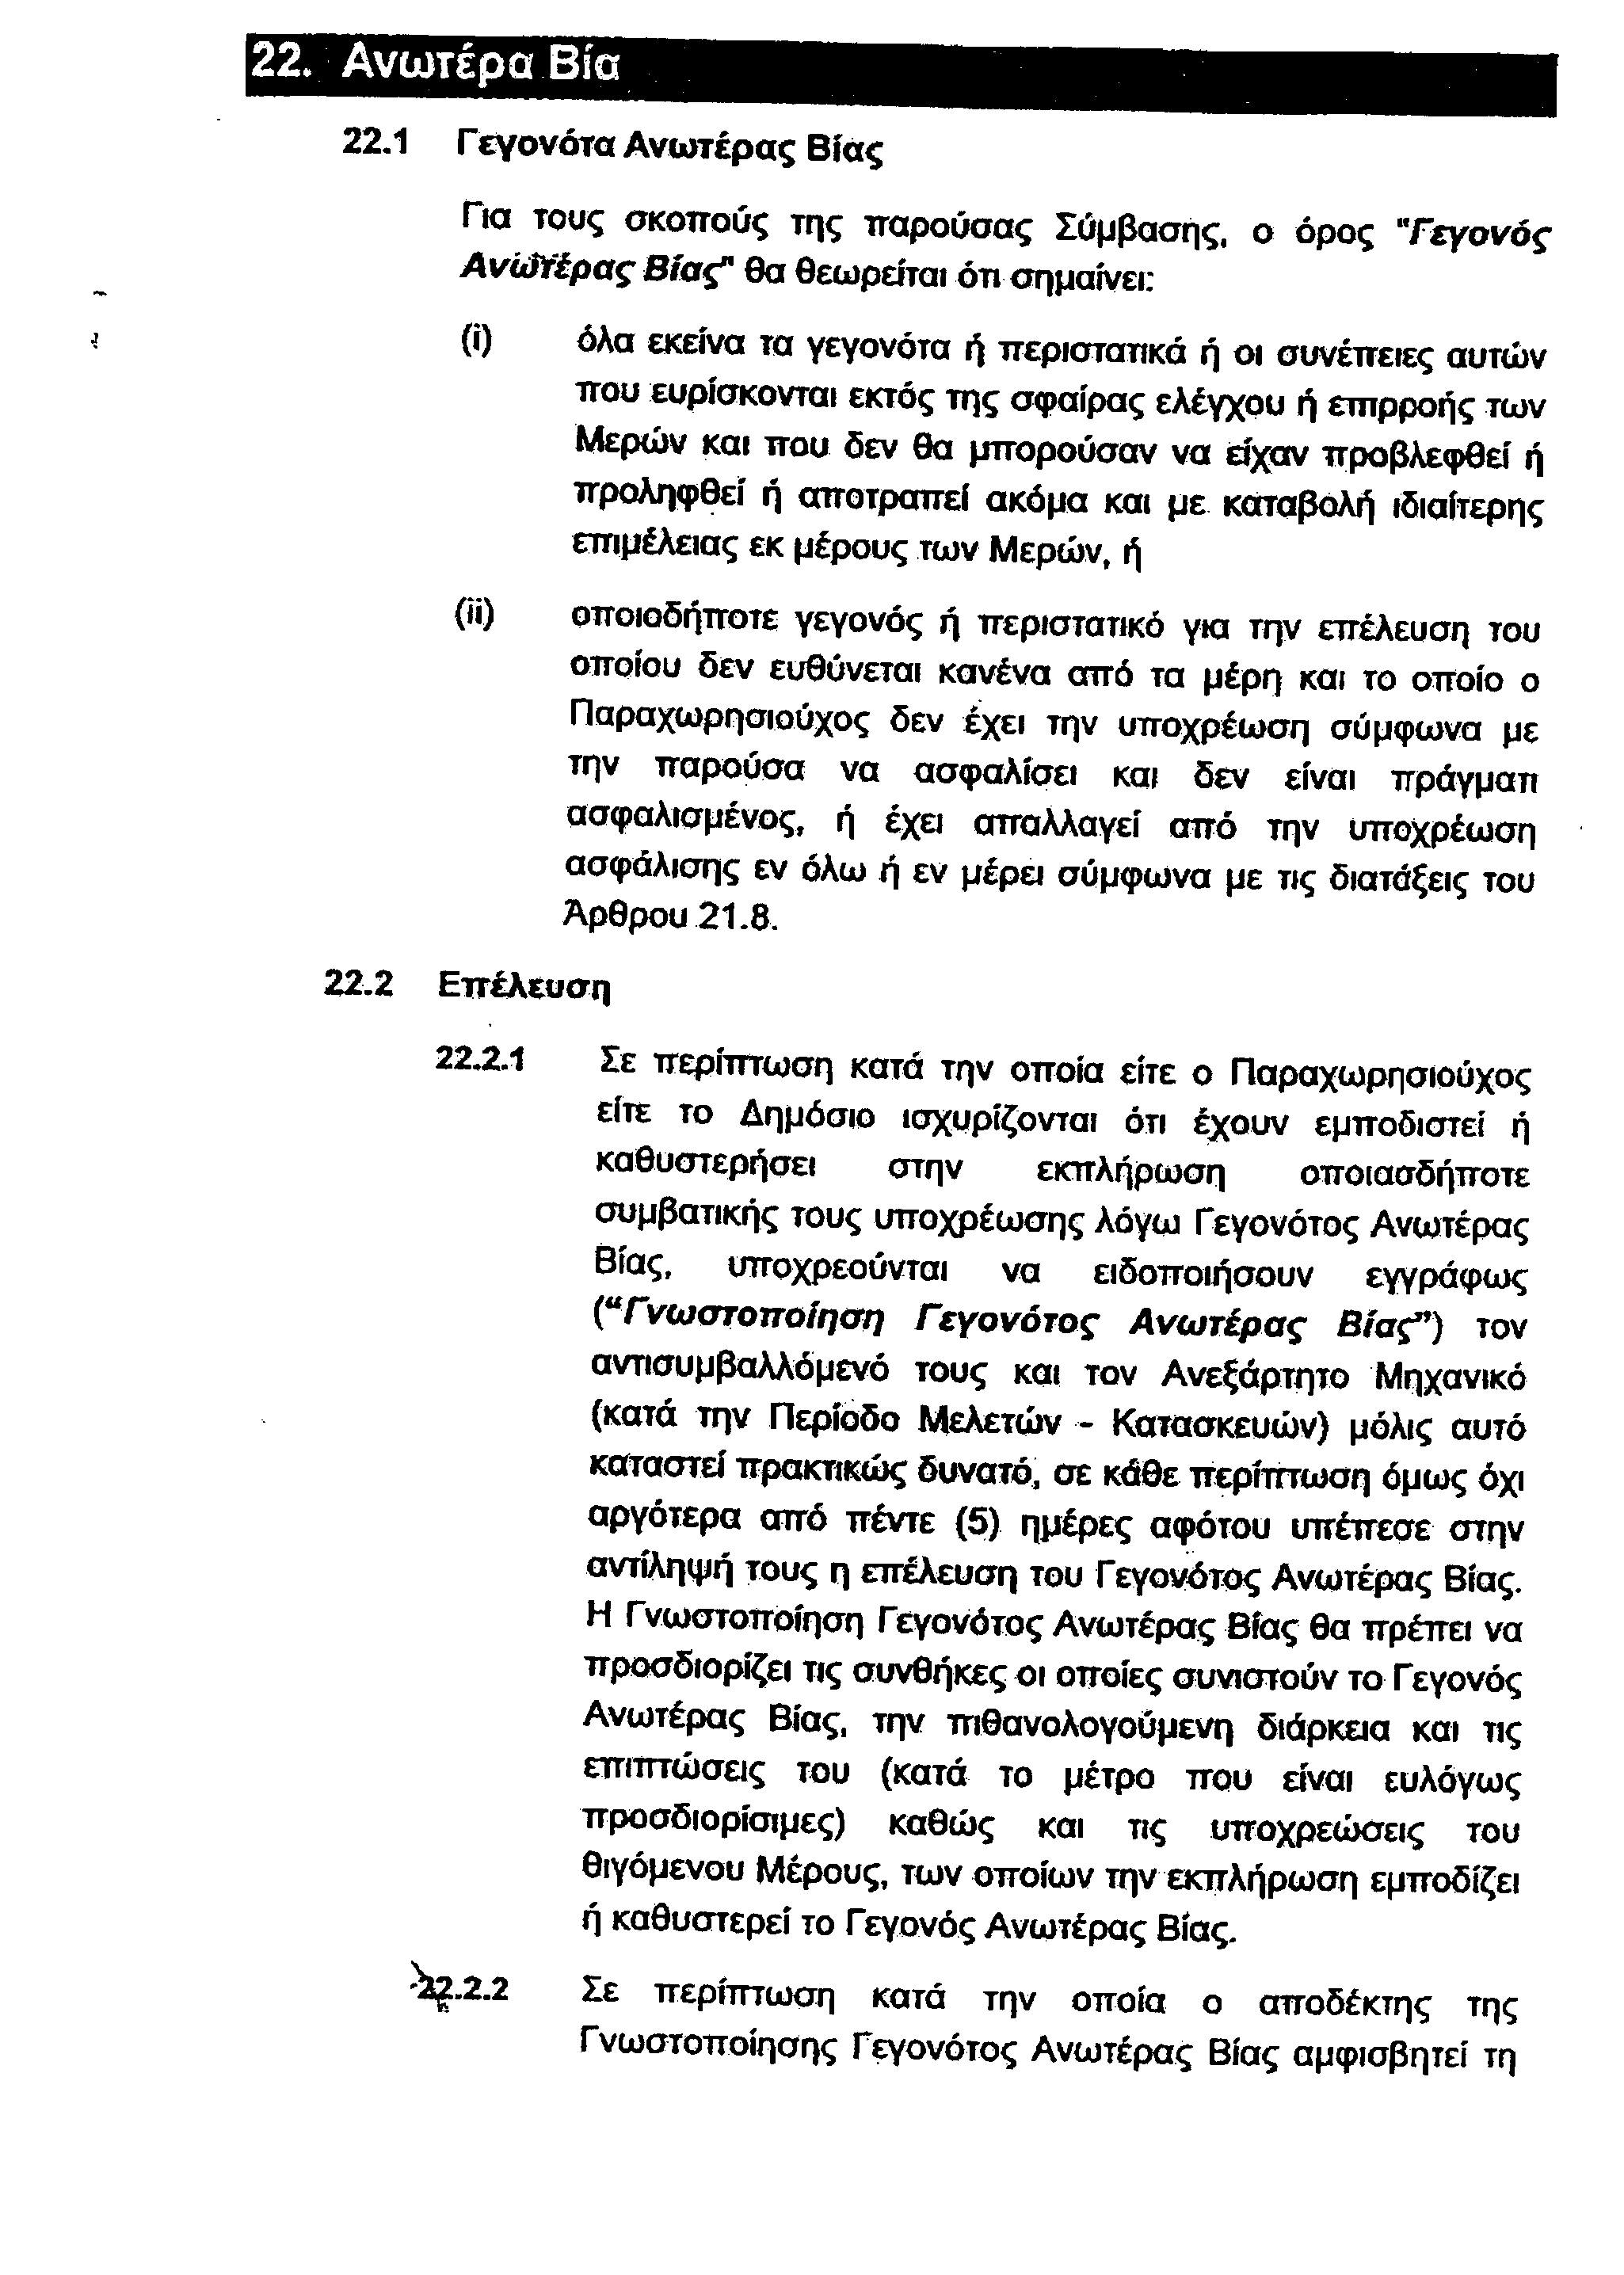 22. Ανωτέρα Βία
22.1 Γεγονότα Ανωτέρας Βίας
Για τους σκοπούς της παρούσας Σύμβασης, ο όρος "Γεγονός
Ανωτέρας Βίας" θα θεωρείται ότι σημαίνει:
(i) όλα εκείνα τα γεγονότα ή περιστατικά ή οι συνέπειες αυτών
που ευρίσκονται εκτός της σφαίρας ελέγχου ή επιρροής των
Μερών και που δεν θα μπορούσαν να είχαν προβλεφθεί ή
προληφθεί ή αποτραπεί ακόμα και με καταβολή ιδιαίτερης
επιμέλειας εκ μέρους των Μερών, ή
(ii) οποιοδήποτε γεγονός ή περιστατικό για την επέλευση του
οποίου δεν ευθύνεται κανένα από τα μέρη και το οποίο ο
Παραχωρησιούχος δεν έχει την υποχρέωση σύμφωνα με
την παρούσα να ασφαλίσει και δεν είναι πράγματι
ασφαλισμένος, ή έχει απαλλαγεί από την υποχρέωση
ασφάλισης εν όλω ή εν μέρει σύμφωνα με τις διατάξεις του
Άρθρου 21.8.
22.2 Επέλευση
22.2.1 Σε περίπτωση κατά την οποία είτε ο Παραχωρησιούχος
είτε το Δημόσιο ισχυρίζονται ότι έχουν εμποδιστεί ή
καθυστερήσει στην εκπλήρωση οποιασδήποτε
συμβατικής τους υποχρέωσης λόγω Γεγονότος Ανωτέρας
Βίας, υποχρεούνται να ειδοποιήσουν εγγράφως
(“Γνωστοποίηση Γεγονότος Ανωτέρας Βίας”) τον
αντισυμβαλλόμενό τους και τον Ανεξάρτητο Μηχανικό
(κατά την Περίοδο Μελετών - Κατασκευών) μόλις αυτό
καταστεί πρακτικώς δυνατό, σε κάθε περίπτωση όμως όχι
αργότερα από πέντε (5) ημέρες αφότου υπέπεσε στην
αντίληψή τους η επέλευση του Γεγονότος Ανωτέρας Βίας.
Η Γνωστοποίηση Γεγονότος Ανωτέρας Βίας θα πρέπει να
προσδιορίζει τις συνθήκες οι οποίες συνιστούν το Γεγονός
Ανωτέρας Βίας, την πιθανολογούμενη διάρκεια και τις
επιπτώσεις του (κατά το μέτρο που είναι ευλόγως
προσδιορίσιμες) καθώς και τις υποχρεώσεις του
θιγόμενου Μέρους, των οποίων την εκπλήρωση εμποδίζει
ή καθυστερεί το Γεγονός Ανωτέρας Βίας.
22.2.2 Σε περίπτωση κατά την οποία ο αποδέκτης της
Γνωστοποίησης Γεγονότος Ανωτέρας Βίας αμφισβητεί τη